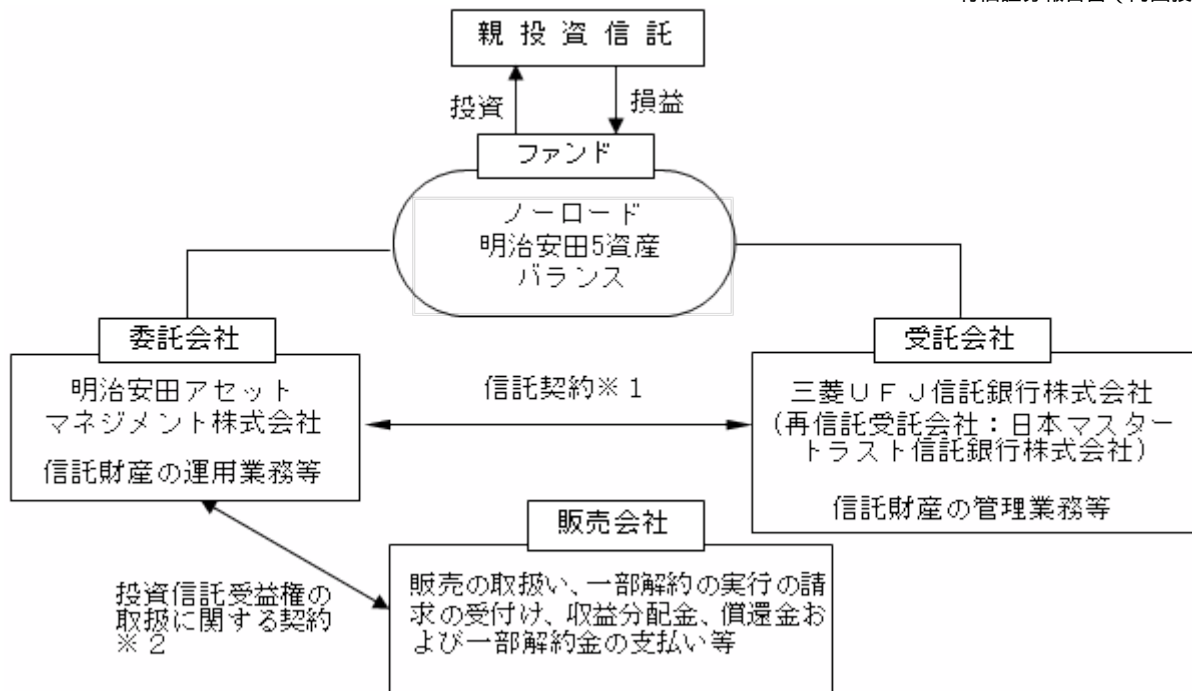 親投資信託
投資
損益
ファンド
ノーロード
明治安田5資産
バランス
委託会社
明治安田アセット
マネジメント株式会社
信託財産の運用業務等
信託契約※1
受託会社
三菱UFJ信託銀行株式会社
(再信託受託会社:日本マスター
トラスト信託銀行株式会社)
信託財産の管理業務等
投資信託受益権の
取扱に関する契約
※2
販売会社
販売の取扱い、一部解約の実行の請
求の受付け、収益分配金、償還金お
よび一部解約金の支払い等